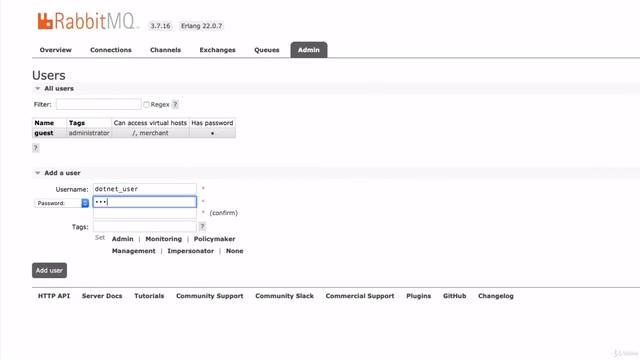 RabbitMQ 3.7.16 Erlang 22.0.7
Overview Connections Channels Exchanges Queues Admin
Users
All users
Filter: Regex ?
Name Tags Can access virtual hosts Has password
guest administrator /, merchant •
?
Add a user
Username: dotnet_user *
Password: ••• *
* (confirm)
Tags: ?
Set Admin | Monitoring | Policymaker
Management | Impersonator | None
Add user
HTTP API Server Docs Tutorials Community Support Community Slack Commercial Support Plugins GitHub Changelog